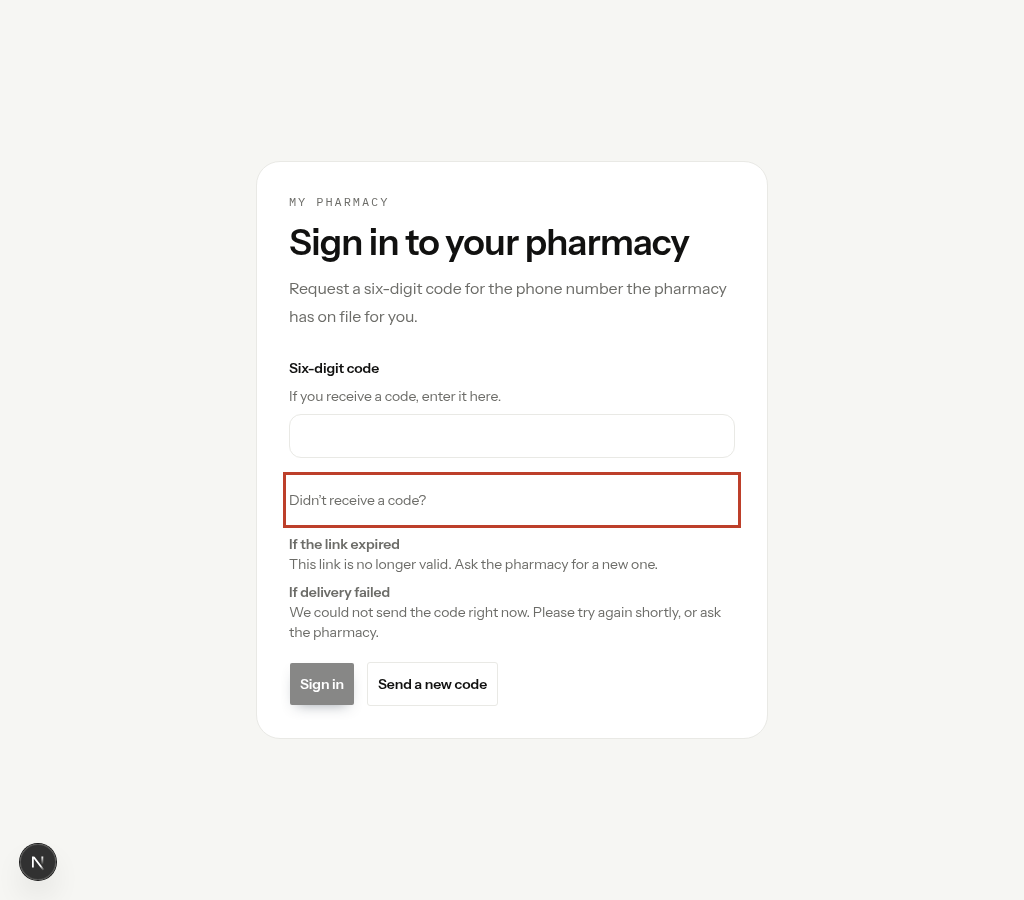 MY PHARMACY
Sign in to your pharmacy
Request a six-digit code for the phone number the pharmacy
has on file for you.
Six-digit code
If you receive a code, enter it here.
Didn't receive a code?
If the link expired
This link is no longer valid. Ask the pharmacy for a new one.
If delivery failed
We could not send the code right now. Please try again shortly, or ask
the pharmacy.
Sign in
Send a new code
N